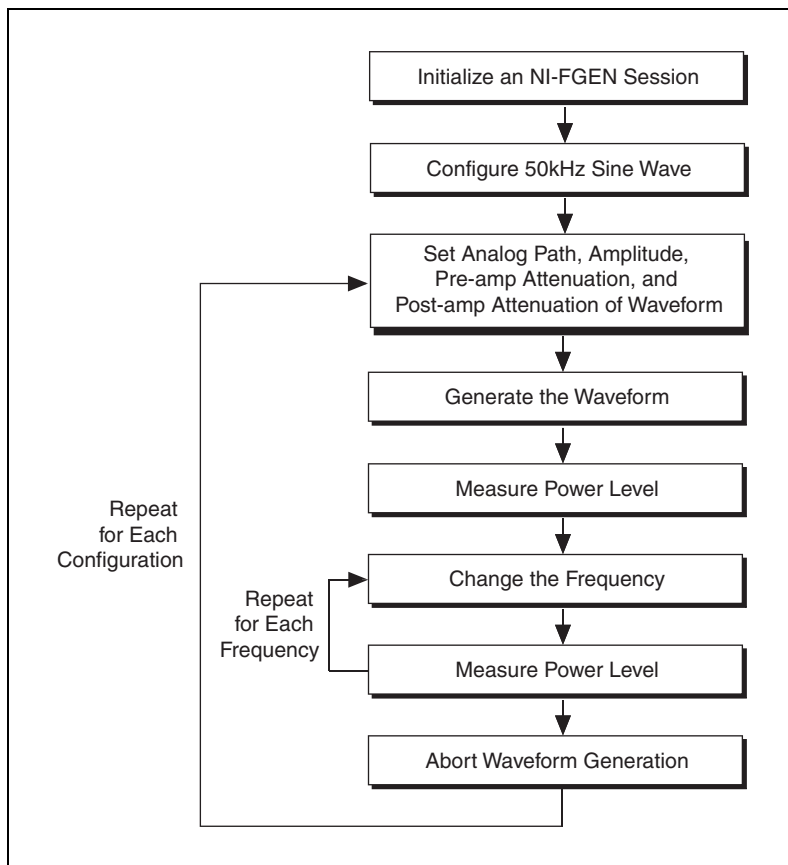 Initialize an NI-FGEN Session
Configure 50kHz Sine Wave
Set Analog Path, Amplitude,
Pre-amp Attenuation, and
Post-amp Attenuation of Waveform
Generate the Waveform
Measure Power Level
Repeat
for Each
Configuration
Change the Frequency
Repeat
for Each
Frequency
Measure Power Level
Abort Waveform Generation